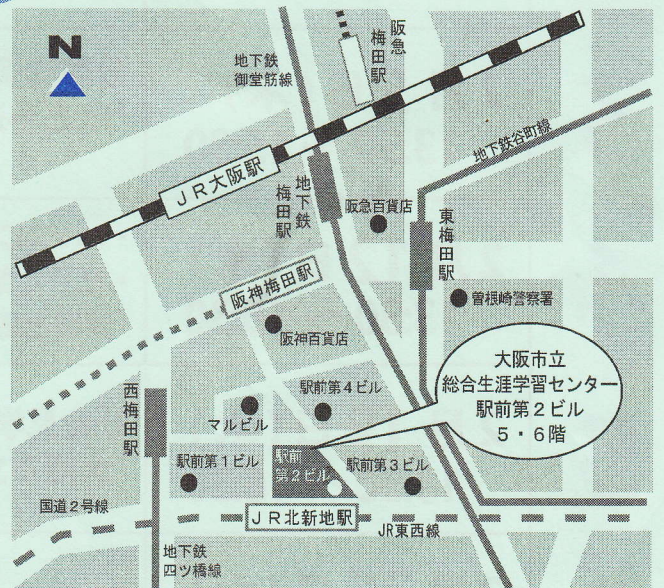 N
地下鉄
御堂筋線
阪急
梅田駅
地下鉄谷町線
JR大阪駅
地下鉄
梅田駅
阪急百貨店
東梅田駅
阪神梅田駅
曽根崎警察署
阪神百貨店
大阪市立
総合生涯学習センター
駅前第2ビル
5・6階
西梅田駅
駅前第4ビル
マルビル
駅前第1ビル
駅前
第2ビル
駅前第3ビル
国道2号線
JR北新地駅
JR東西線
地下鉄
四ツ橋線